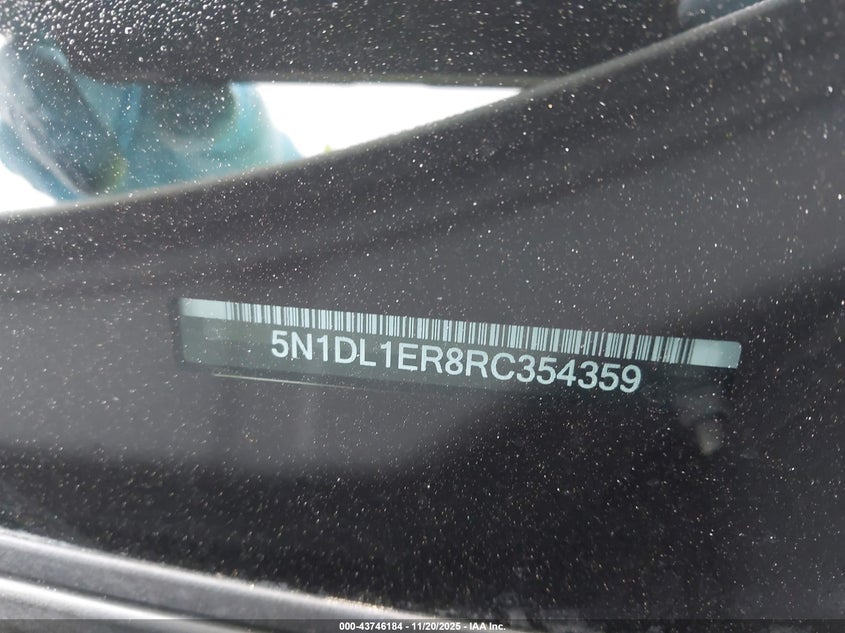 5N1DL1ER8RC354359
000-43746184 - 11/20/2025 - IAA Inc.